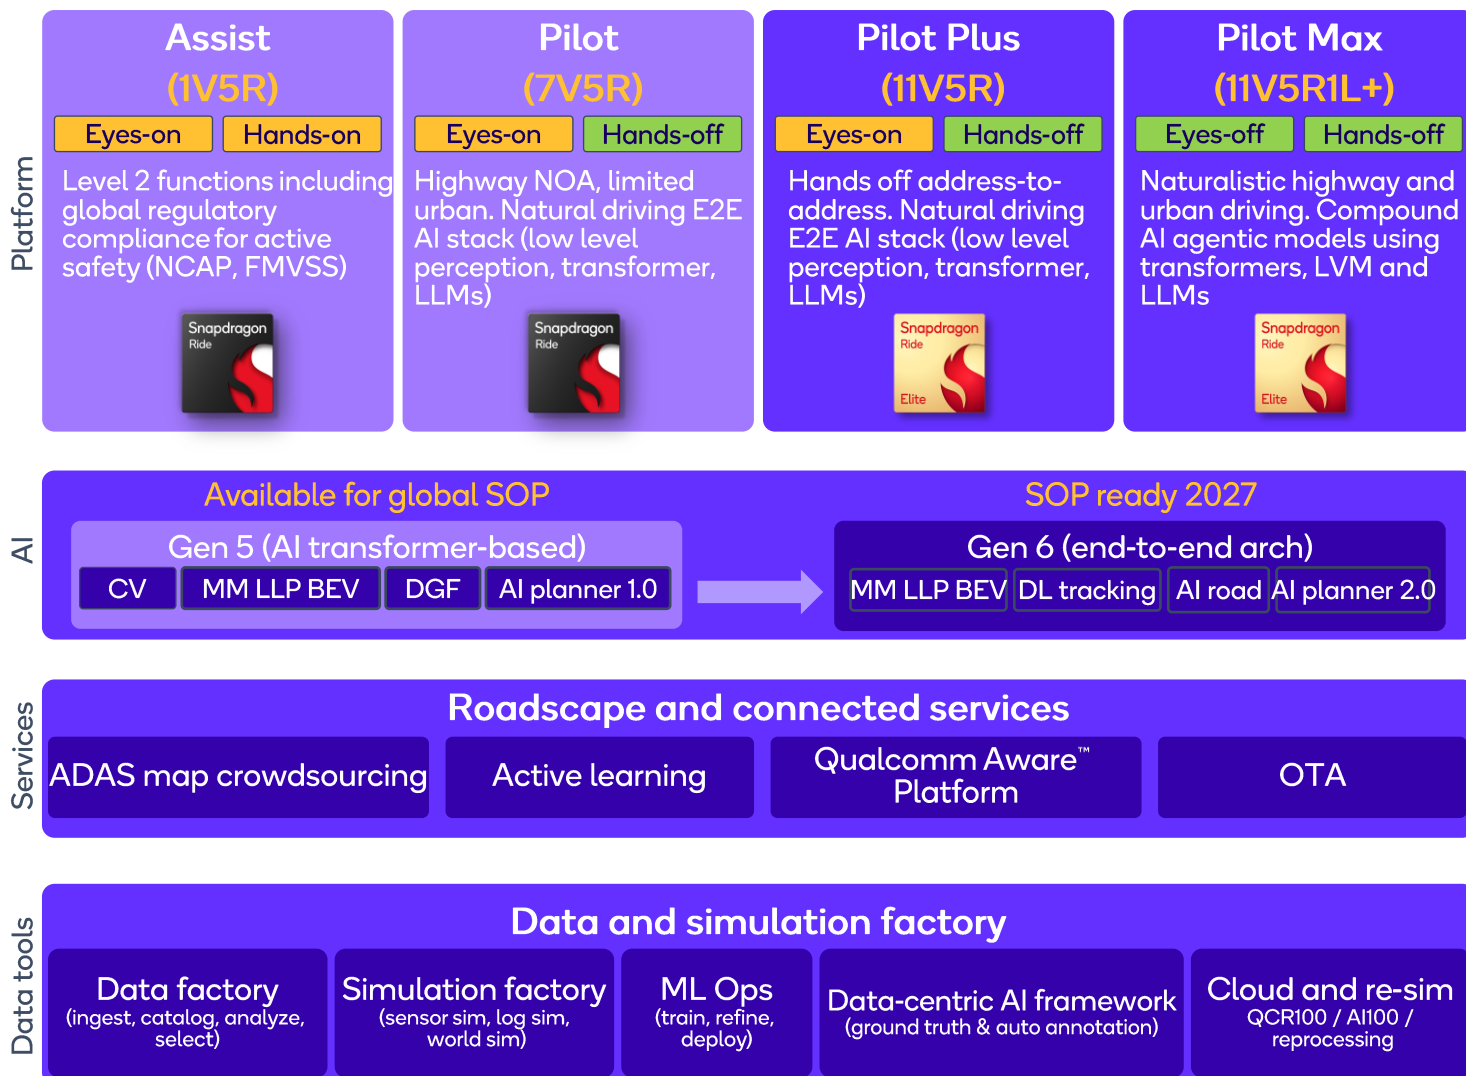 Platform
Assist
(1V5R)
Eyes-on
Hands-on
Level 2 functions including
global regulatory
compliance for active
safety (NCAP, FMVSS)
Snapdragon
Ride
Pilot
(7V5R)
Eyes-on
Hands-off
Highway NOA, limited
urban. Natural driving E2E
AI stack (low level
perception, transformer,
LLMs)
Snapdragon
Ride
Pilot Plus
(11V5R)
Eyes-on
Hands-off
Hands off address-to-
address. Natural driving
E2E AI stack (low level
perception, transformer,
LLMs)
Snapdragon
Ride
Elite
Pilot Max
(11V5R1L+)
Eyes-off
Hands-off
Naturalistic highway and
urban driving. Compound
AI agentic models using
transformers, LVM and
LLMs
Snapdragon
Ride
Elite
AI
Available for global SOP
Gen 5 (AI transformer-based)
CV
MM LLP BEV
DGF
AI planner 1.0
SOP ready 2027
Gen 6 (end-to-end arch)
MM LLP BEV
DL tracking
AI road
AI planner 2.0
Services
Roadscape and connected services
ADAS map crowdsourcing
Active learning
Qualcomm Aware™
Platform
OTA
Data tools
Data and simulation factory
Data factory
(ingest, catalog, analyze,
select)
Simulation factory
(sensor sim, log sim,
world sim)
ML Ops
(train, refine,
deploy)
Data-centric AI framework
(ground truth & auto annotation)
Cloud and re-sim
QCR100 / AI100 /
reprocessing